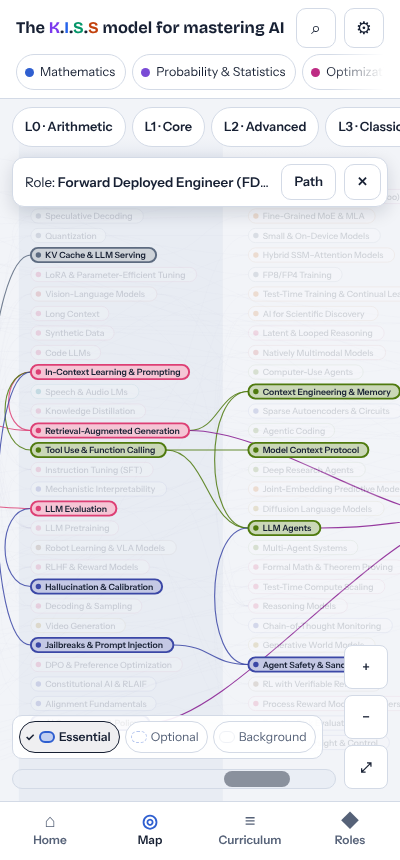 The K.I.S.S model for mastering AI
Mathematics
Probability & Statistics
Optimizat
L0·Arithmetic
L1·Core
L2·Advanced
L3·Classic
Role: Forward Deployed Engineer (FD…
Path
Speculative Decoding
Quantization
KV Cache & LLM Serving
LoRA & Parameter-Efficient Tuning
Vision-Language Models
Long Context
Synthetic Data
Code LLMs
In-Context Learning & Prompting
Speech & Audio LMs
Knowledge Distillation
Retrieval-Augmented Generation
Tool Use & Function Calling
Instruction Tuning (SFT)
Mechanistic Interpretability
LLM Evaluation
LLM Pretraining
Robot Learning & VLA Models
RLHF & Reward Models
Hallucination & Calibration
Decoding & Sampling
Video Generation
Jailbreaks & Prompt Injection
DPO & Preference Optimization
Constitutional AI & RLAIF
Alignment Fundamentals
Fine-Grained MoE & MLA
Small & On-Device Models
Hybrid SSM-Attention Models
FP8/FP4 Training
Test-Time Training & Continual Le
AI for Scientific Discovery
Latent & Looped Reasoning
Natively Multimodal Models
Computer-Use Agents
Context Engineering & Memory
Sparse Autoencoders & Circuits
Agentic Coding
Model Context Protocol
Deep Research Agents
Joint-Embedding Predictive Mode
Diffusion Language Models
LLM Agents
Multi-Agent Systems
Formal Math & Theorem Proving
Test-Time Compute Scaling
Reasoning Models
Chain-of-Thought Monitoring
Generative World Models
Agent Safety & Sand
RL with Verifiable Re
Process Reward Mode
✓ Essential
Optional
Background
+
−
Home
Map
Curriculum
Roles